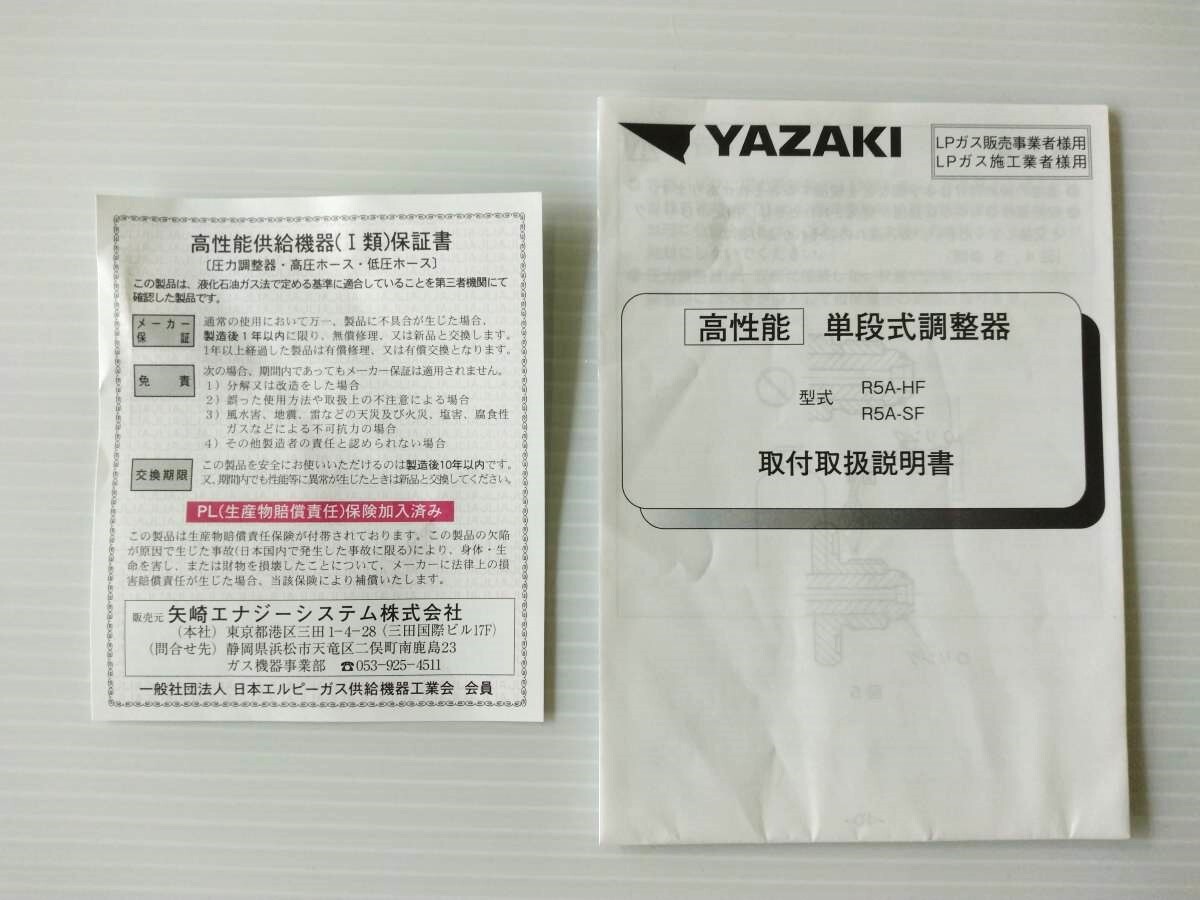 高性能供給機器(Ⅰ類)保証書
〔圧力調整器・高圧ホース・低圧ホース〕
この製品は、液化石油ガス法で定める基準に適合していることを第三者機関にて
確認した製品です。
メーカー
保証
通常の使用において万一、製品に不具合が生じた場合、
製造後1年以内に限り、無償修理、又は新品と交換します。
1年以上経過した製品は有償修理、又は有償交換となります。
免責
次の場合、期間内であってもメーカー保証は適用されません。
1）分解又は改造をした場合
2）誤った使用方法や取扱上の不注意による場合
3）風水害、地震、雷などの天災及び火災、塩害、腐食性
ガスなどによる不可抗力の場合
4）その他製造者の責任と認められない場合
交換期限
この製品を安全にお使いいただけるのは製造後10年以内です。
又、期間内でも性能等に異常が生じたときは新品と交換してください。
PL(生産物賠償責任)保険加入済み
この製品は生産物賠償責任保険が付帯されております。この製品の欠陥
が原因で生じた事故(日本国内で発生した事故に限る)により、身体・生
命を害し、または財物を損壊したことについて、メーカーに法律上の損
害賠償責任が生じた場合、当該保険により補償いたします。
販売元 矢崎エナジーシステム株式会社
（本社）東京都港区三田1-4-28（三田国際ビル17F）
（問合せ先）静岡県浜松市天竜区二俣町南鹿島23
ガス機器事業部 ☎053-925-4511
一般社団法人 日本エルピーガス供給機器工業会 会員
YAZAKI
LPガス販売事業者様用
LPガス施工業者様用
高性能 単段式調整器
型式 R5A-HF
R5A-SF
取付取扱説明書